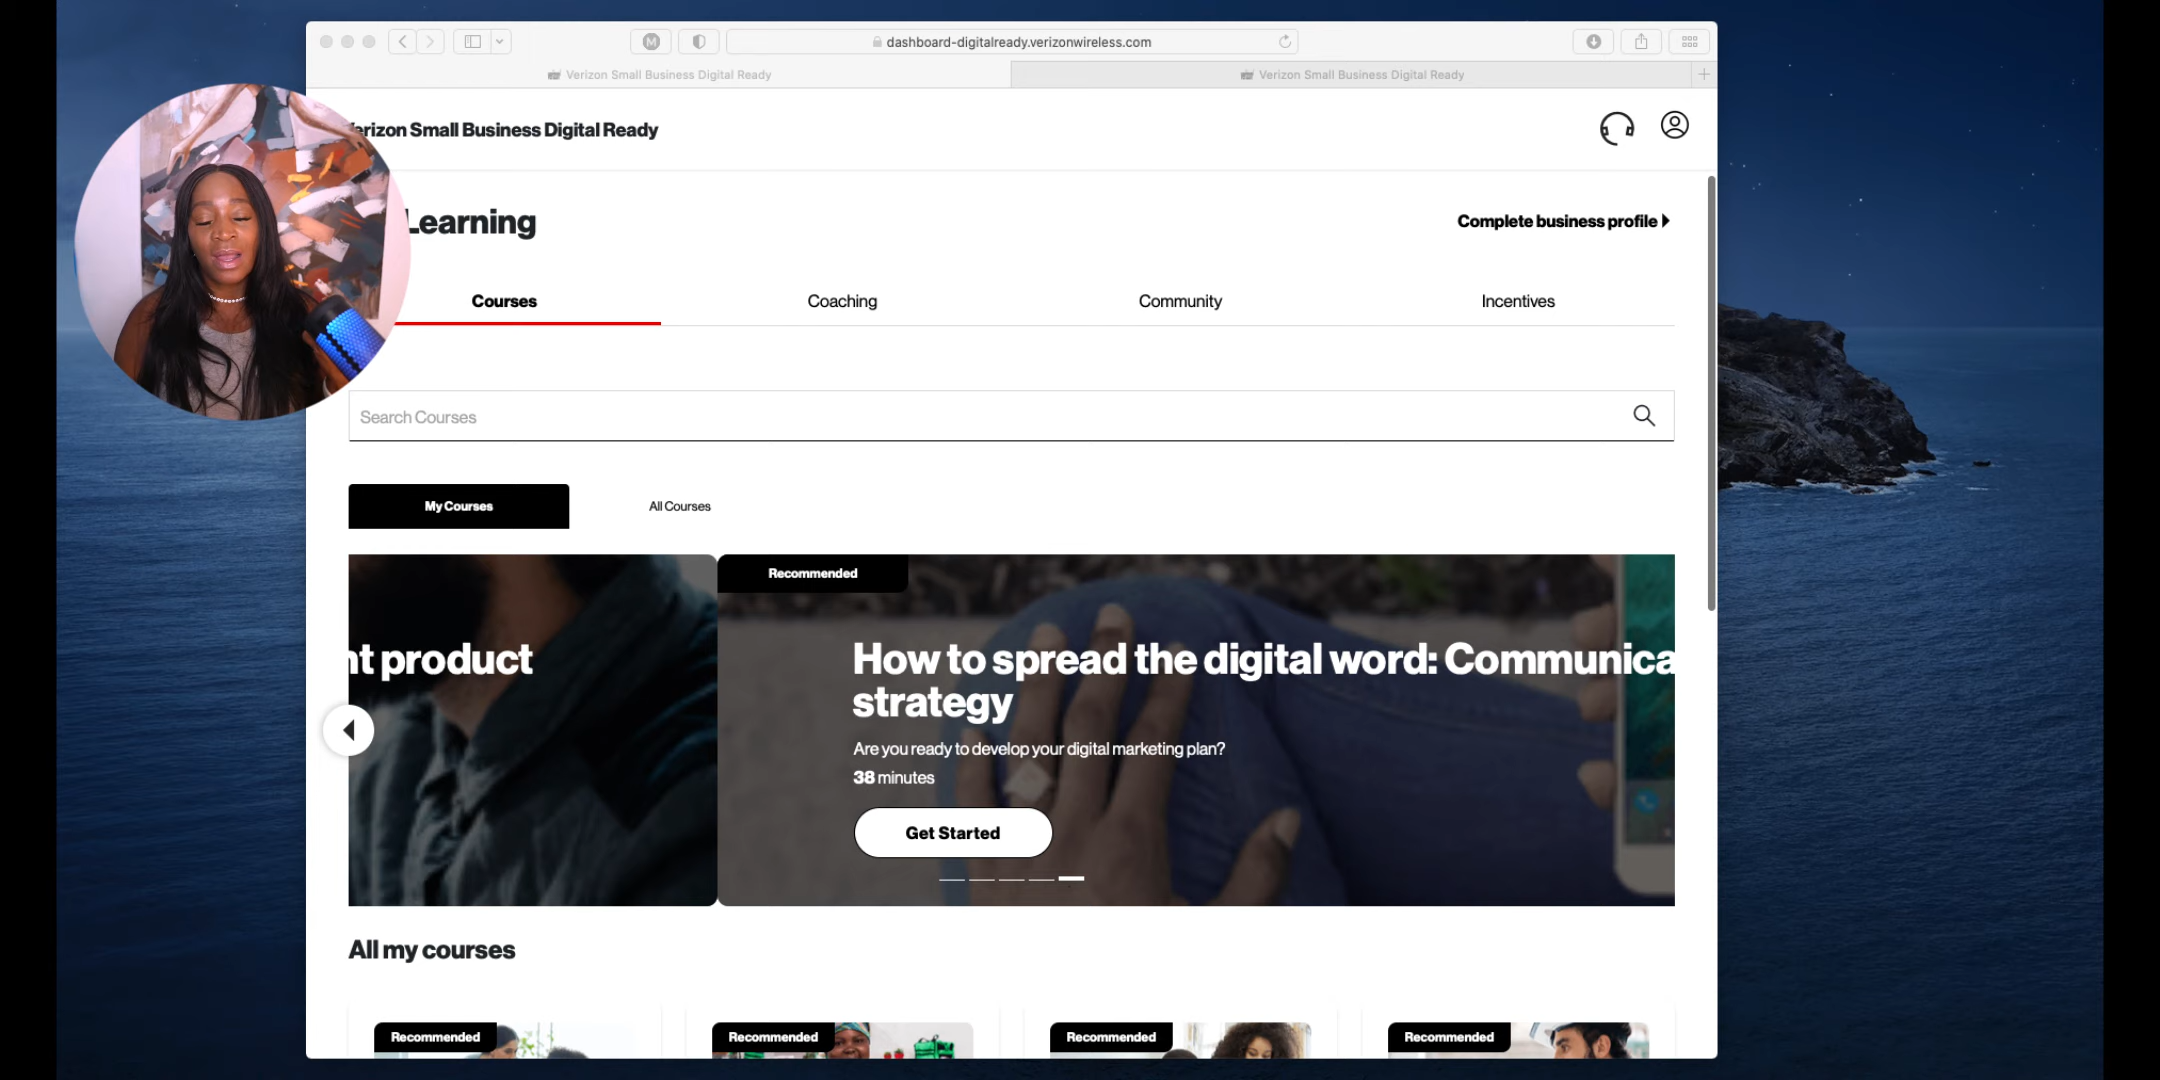 dashboard-digitalready.verizonwireless.com
Verizon Small Business Digital Ready
Verizon Small Business Digital Ready
erizon Small Business Digital Ready
Learning
Complete business profile
Courses
Coaching
Community
Incentives
Search Courses
My Courses
All Courses
Recommended
nt product
How to spread the digital word: Communica
strategy
Are you ready to develop your digital marketing plan?
38 minutes
Get Started
All my courses
Recommended
Recommended
Recommended
Recommended